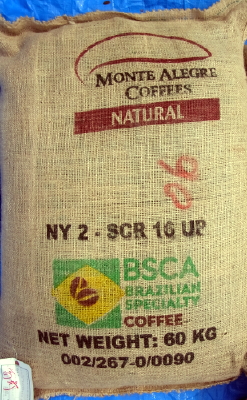 MONTE ALEGRE
COFFEES
NATURAL
90
NY 2 - SCR 16 UP
BSCA
BRAZILIAN
SPECIALTY
COFFEE
NET WEIGHT: 60 KG
002/267-0/0090